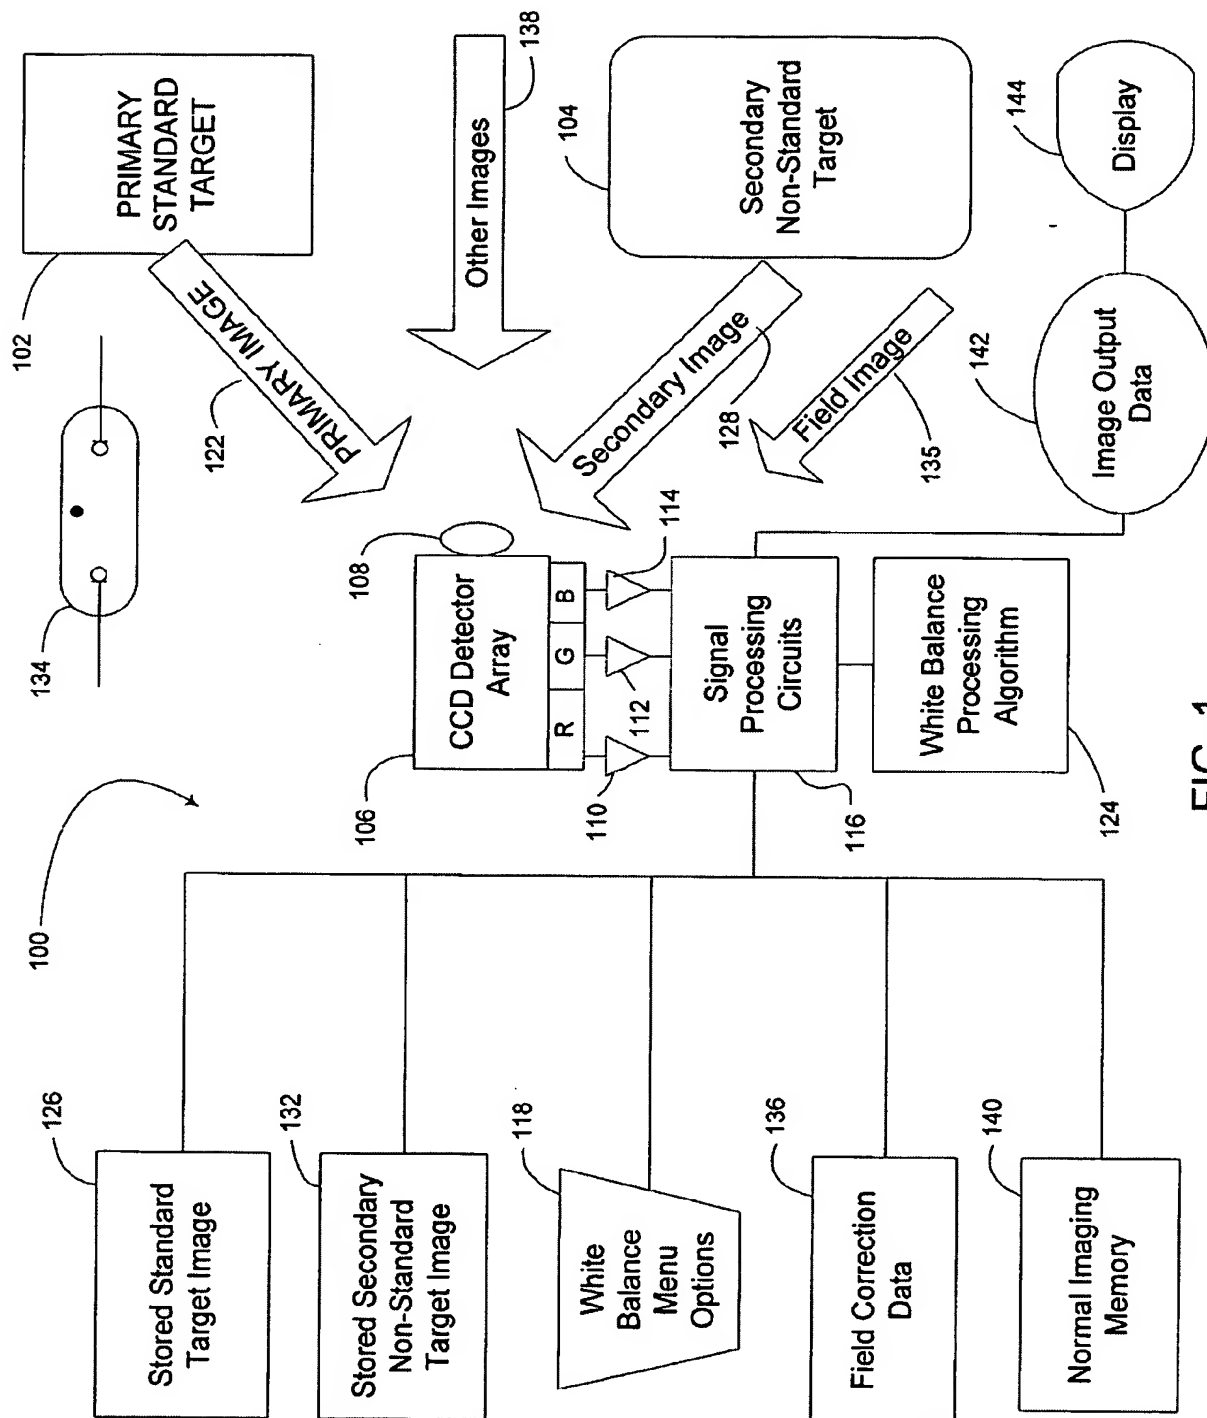 100
126
Stored Standard
Target Image
132
Stored Secondary
Non-Standard
Target Image
118
White
Balance
Menu
Options
136
Field Correction
Data
140
Normal Imaging
Memory
134
106
CCD Detector
Array
108
R
G
B
110
112
114
Signal
Processing
Circuits
116
White Balance
Processing
Algorithm
124
102
PRIMARY
STANDARD
TARGET
122
PRIMARY IMAGE
Other Images
138
104
Secondary
Non-Standard
Target
Secondary Image
128
Field Image
135
142
Image Output
Data
144
Display
FIG. 1